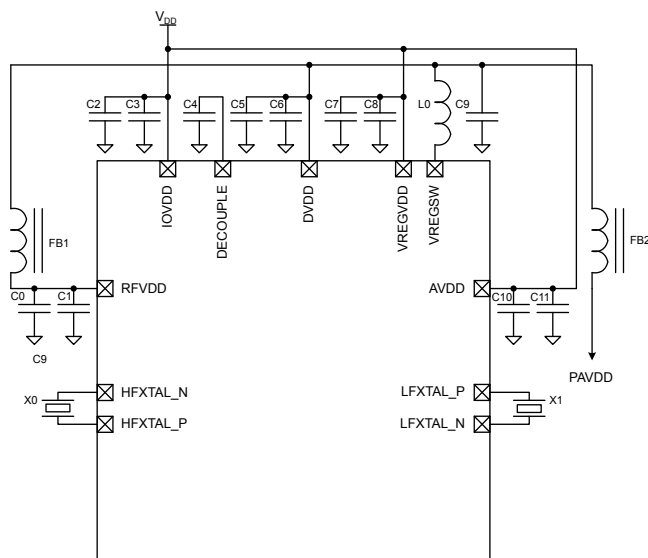 VDD
C2
C3
C4
C5
C6
C7
C8
L0
C9
IOVDD
DECOUPLE
DVDD
VREGVDD
VREGSW
FB1
FB2
C0
C1
RFVDD
AVDD
C10
C11
C9
PAVDD
X0
HFXTAL_N
HFXTAL_P
LFXTAL_P
LFXTAL_N
X1